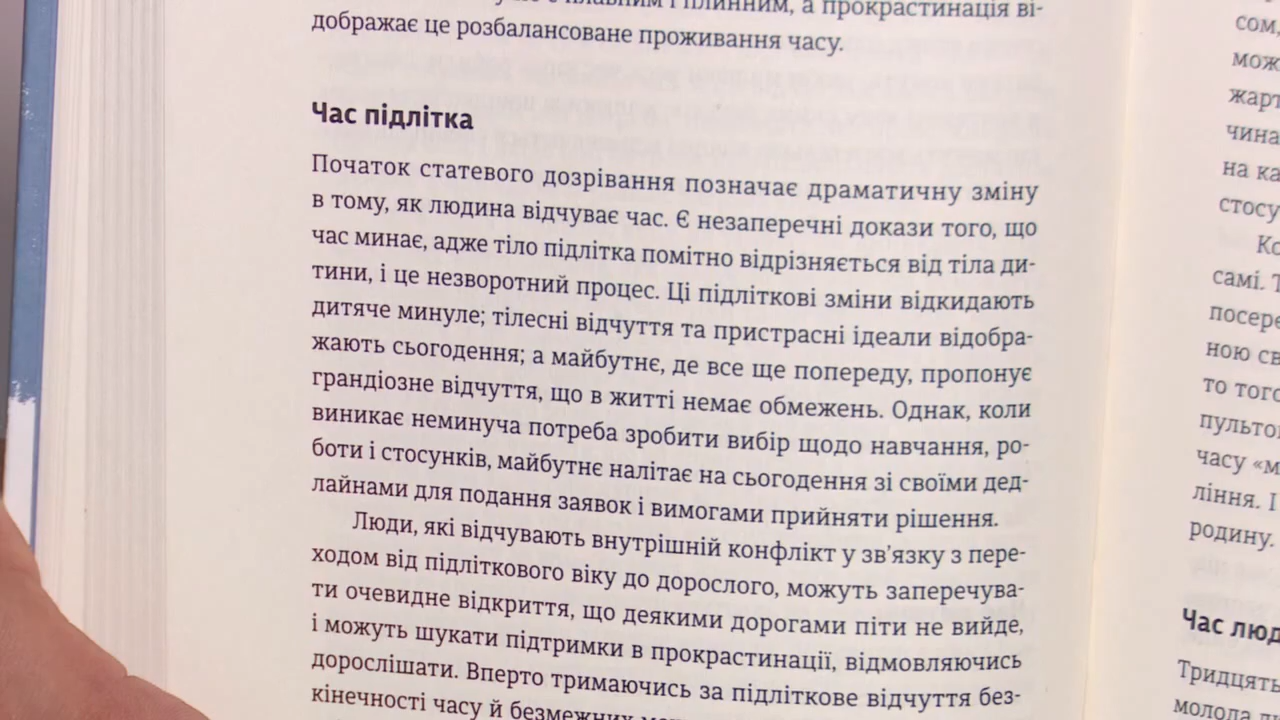 і плинним, а прокрастинація ві-
дображає це розбалансоване проживання часу.
Час підлітка
Початок статевого дозрівання позначає драматичну зміну
в тому, як людина відчуває час. Є незаперечні докази того, що
час минає, адже тіло підлітка помітно відрізняється від тіла ди-
тини, і це незворотний процес. Ці підліткові зміни відкидають
дитяче минуле; тілесні відчуття та пристрасні ідеали відобра-
жають сьогодення; а майбутнє, де все ще попереду, пропонує
грандіозне відчуття, що в житті немає обмежень. Однак, коли
виникає неминуча потреба зробити вибір щодо навчання, ро-
боти і стосунків, майбутнє налітає на сьогодення зі своїми дед-
лайнами для подання заявок і вимогами прийняти рішення.
Люди, які відчувають внутрішній конфлікт у зв’язку з пере-
ходом від підліткового віку до дорослого, можуть заперечува-
ти очевидне відкриття, що деякими дорогами піти не вийде,
і можуть шукати підтримки в прокрастинації, відмовляючись
дорослішати. Вперто тримаючись за підліткове відчуття без-
кінечності часу й безмежних
сом,
мож
жарт
чина
на ка
стосу
Ко
самі. Т
посере
ною св
то того
пульто
часу «м
ління. І
родину.
Час люд
Тридцять
молода